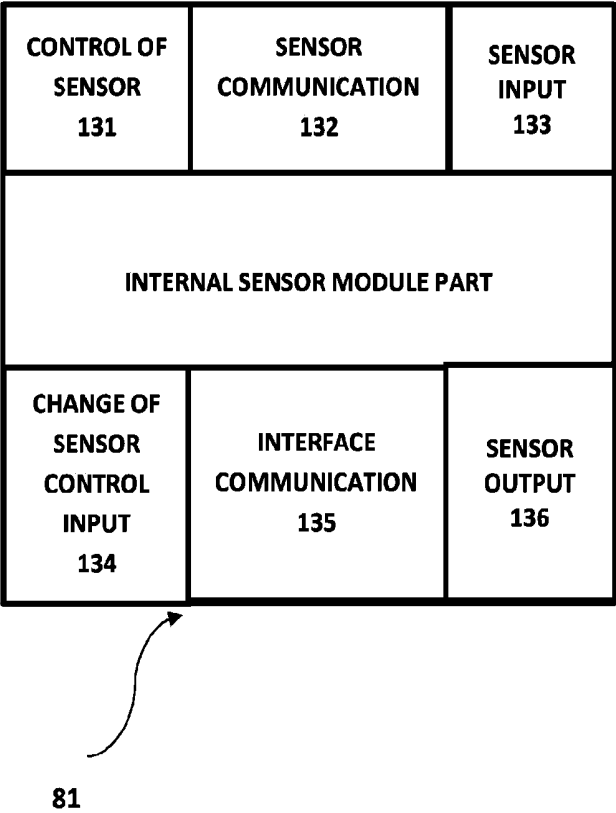 CONTROL OF
SENSOR
131
SENSOR
COMMUNICATION
132
SENSOR
INPUT
133
INTERNAL SENSOR MODULE PART
CHANGE OF
SENSOR
CONTROL
INPUT
134
INTERFACE
COMMUNICATION
135
SENSOR
OUTPUT
136
81